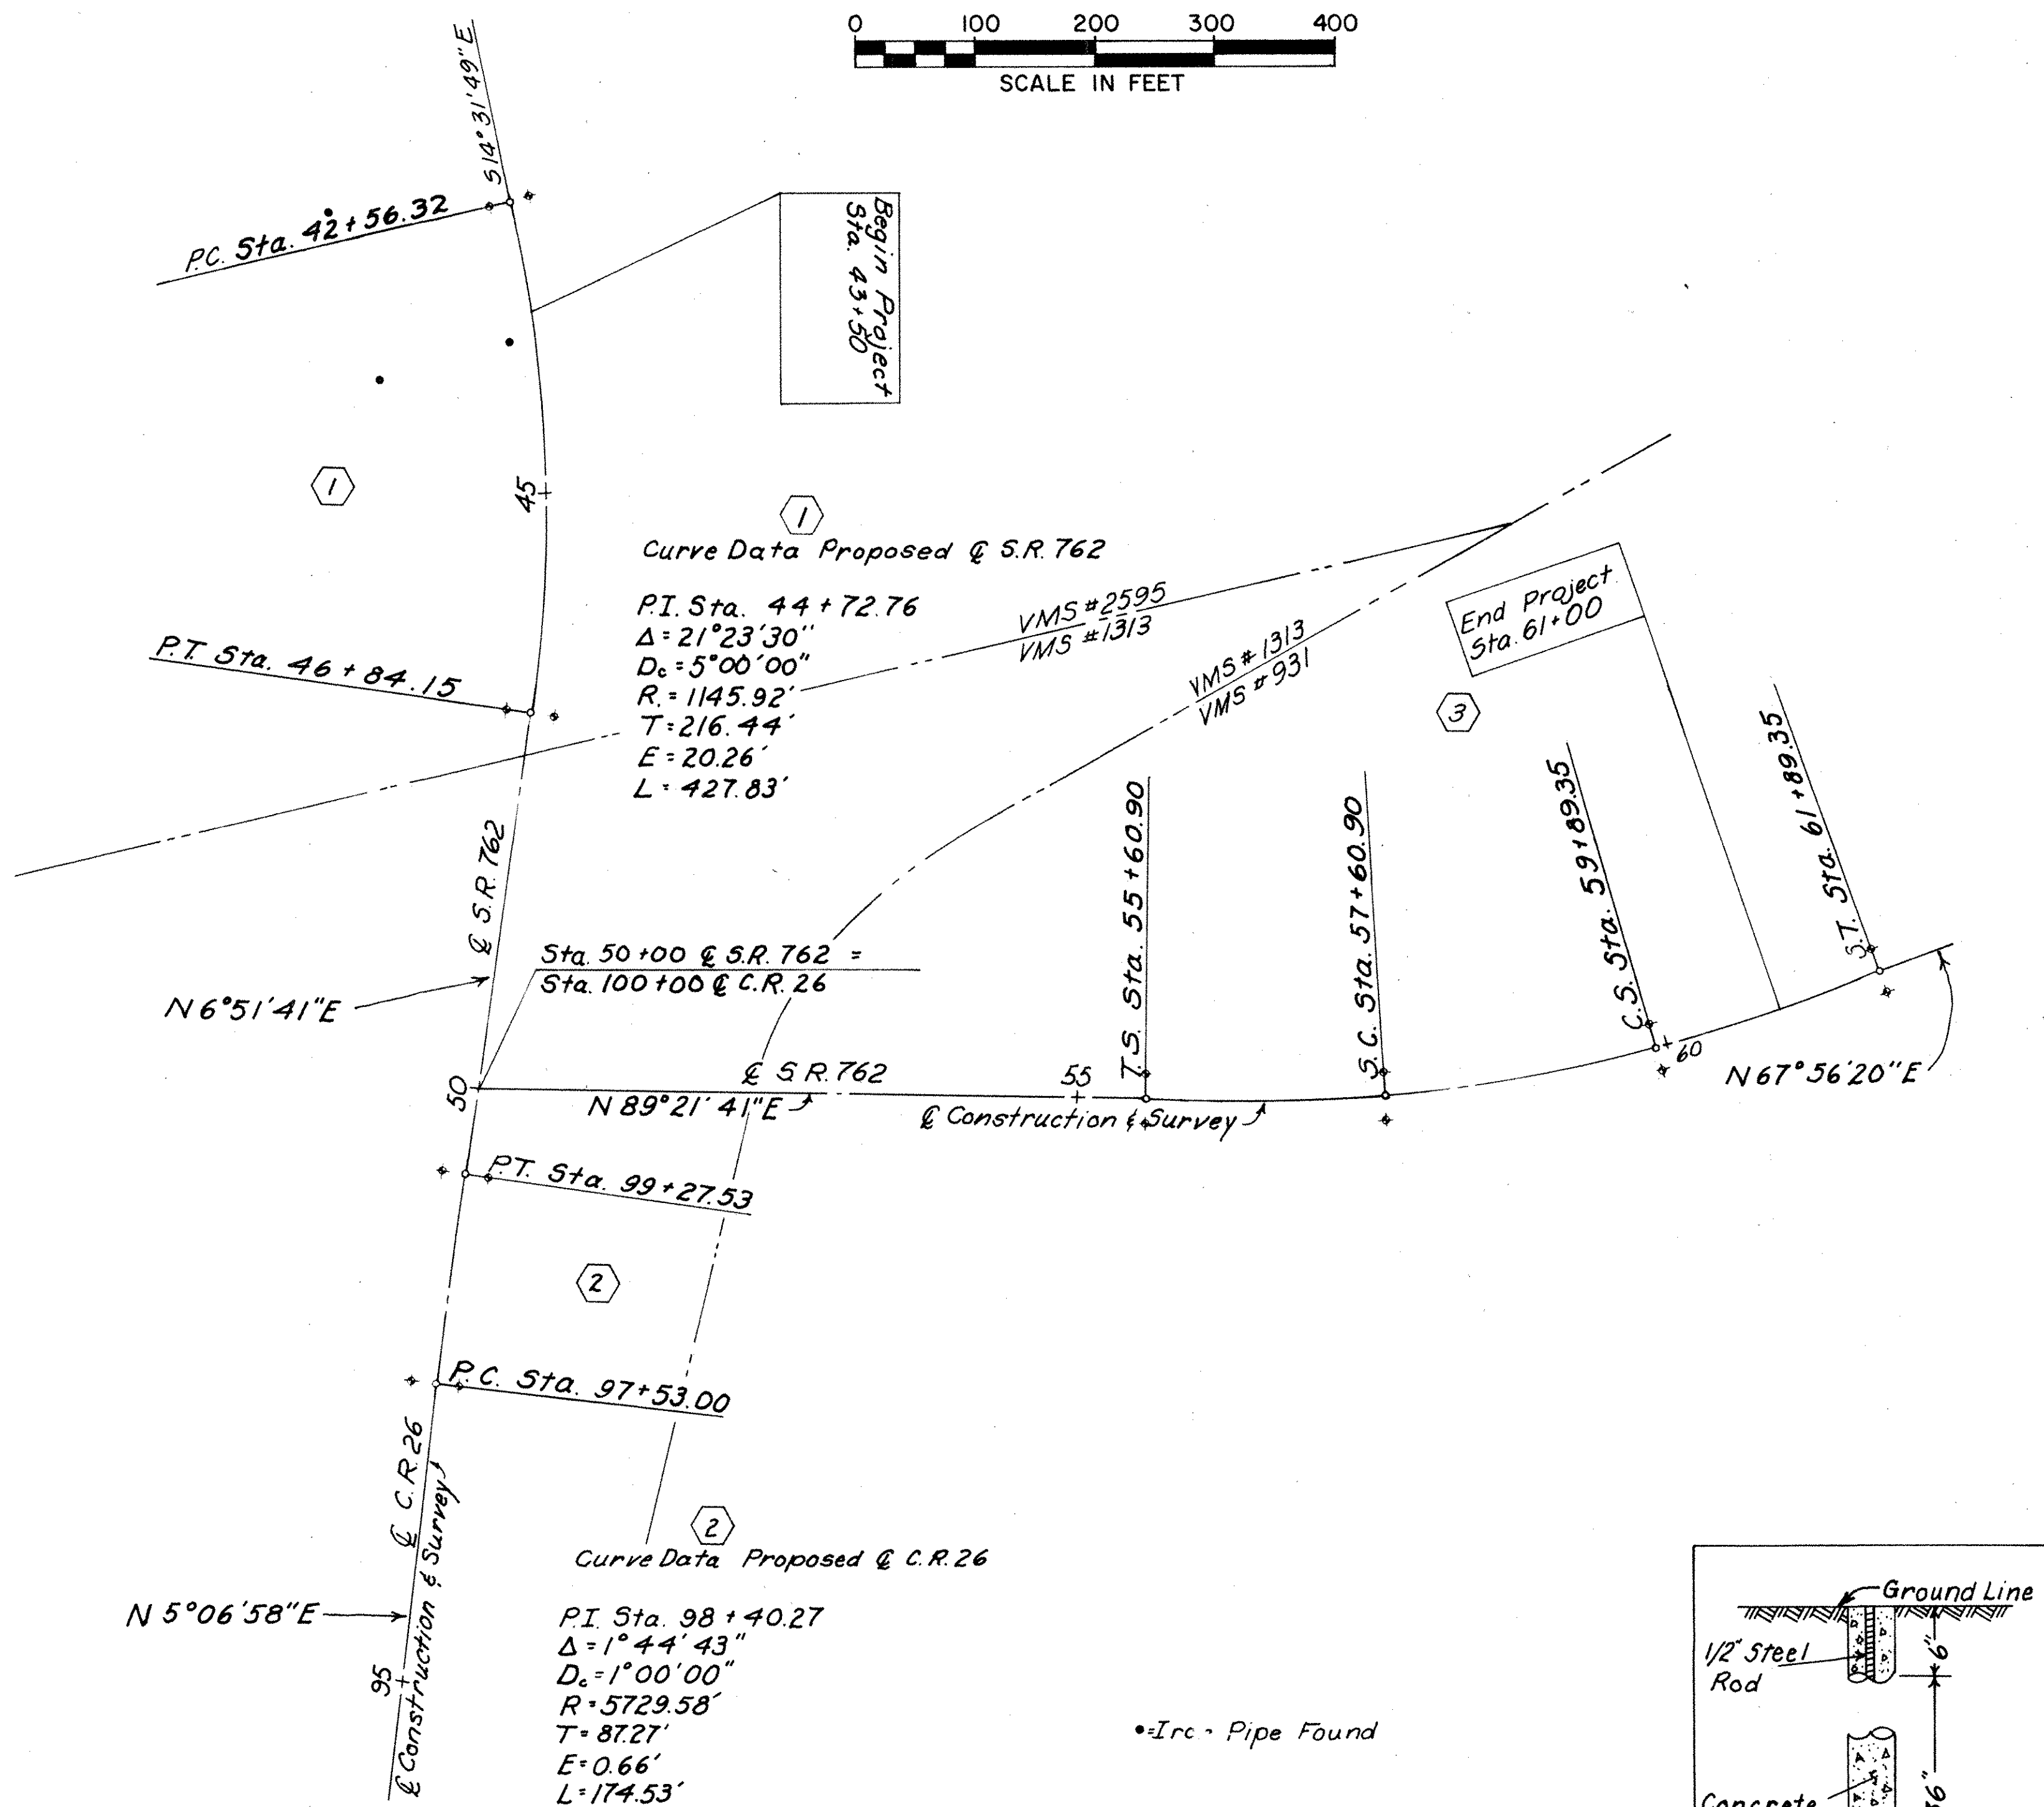 0 100 200 300 400
SCALE IN FEET
S14°31'49"E
P.C. Sta. 42+56.32
Begin Project
Sta. 43+50
1
45
1
Curve Data Proposed ℄ S.R. 762
P.I. Sta. 44+72.76
Δ=21°23'30"
Dc=5°00'00"
R.=1145.92'
T=216.44'
E=20.26'
L=427.83'
P.T. Sta. 46+84.15
VMS #2595
VMS #1313
VMS #1313
VMS #931
End Project
Sta. 61+00
3
℄ S.R. 762
T.S. Sta. 55+60.90
S.C. Sta. 57+60.90
C.S. Sta. 59+89.35
S.T. Sta. 61+89.35
Sta. 50+00 ℄ S.R. 762 =
Sta. 100+00 ℄ C.R. 26
N 6°51'41"E
50
℄ S.R. 762
N 89°21'41"E
55
℄ Construction & Survey
60
N 67°56'20"E
P.T. Sta. 99+27.53
2
P.C. Sta. 97+53.00
℄ C.R. 26
℄ Construction & Survey
2
Curve Data Proposed ℄ C.R. 26
N 5°06'58"E
95
P.I. Sta. 98+40.27
Δ=1°44'43"
Dc=1°00'00"
R=5729.58'
T=87.27'
E=0.66'
L=174.53'
•=Irc - Pipe Found
Ground Line
1/2" Steel
Rod
6"
Concrete